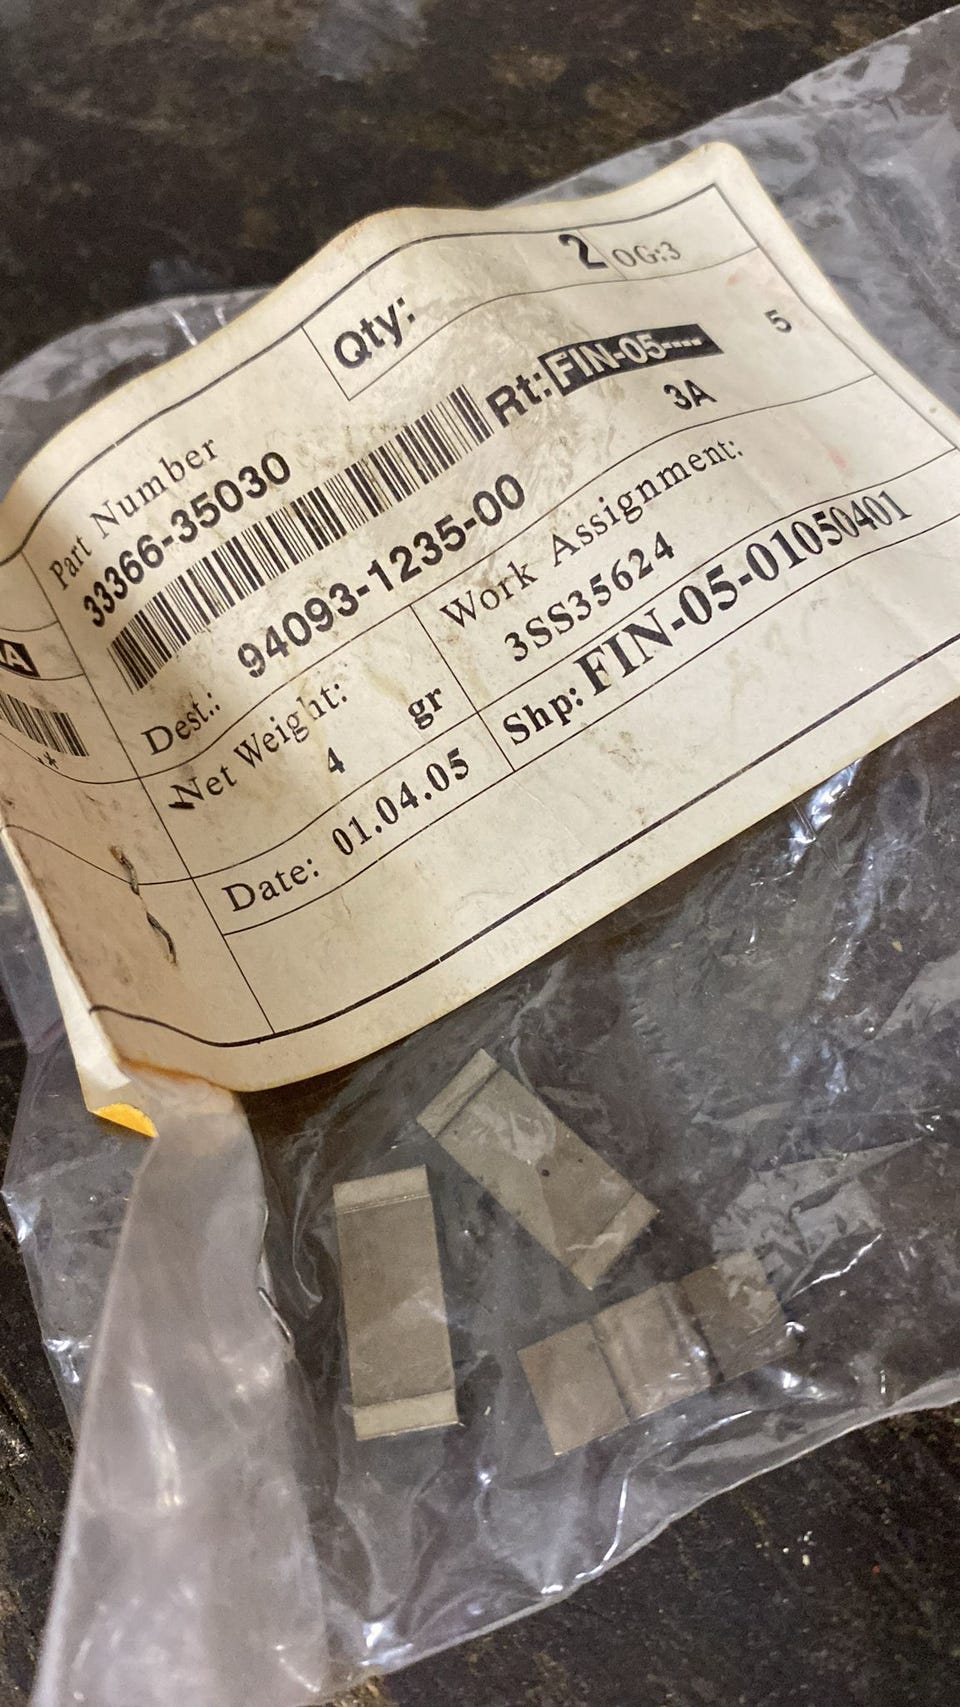 Qty: 2 OG:3
Part Number
33366-35030
Rt: FIN-05----
5
3A
94093-1235-00
Dest.:
Work Assignment:
3SS35624
Net Weight:
4 gr
Shp: FIN-05-01050401
Date: 01.04.05
A
**